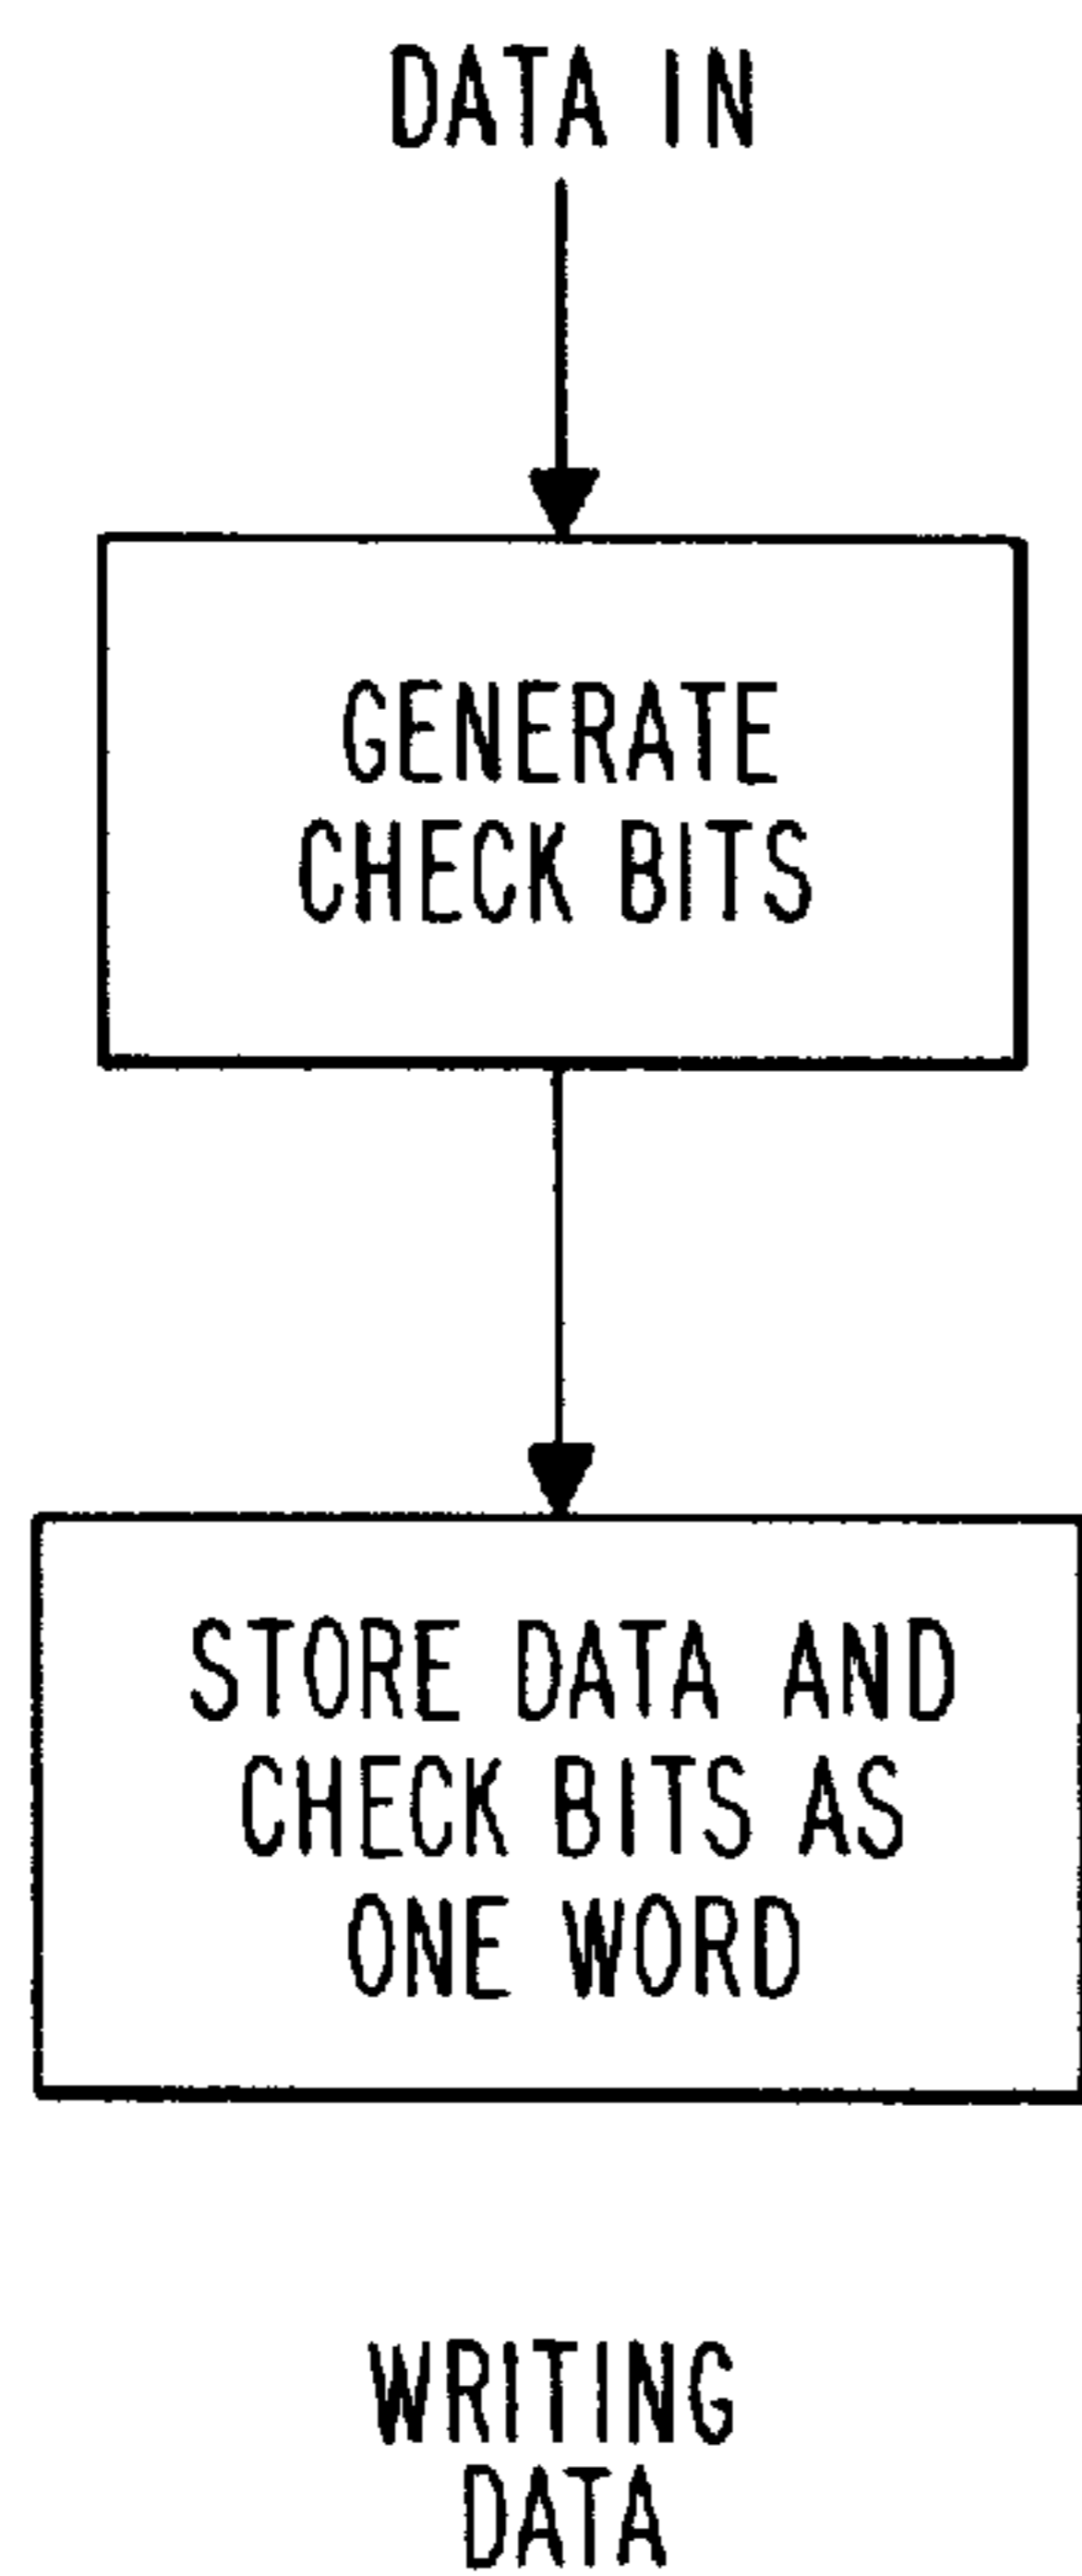 DATA IN
GENERATE
CHECK BITS
STORE DATA AND
CHECK BITS AS
ONE WORD
WRITING
DATA